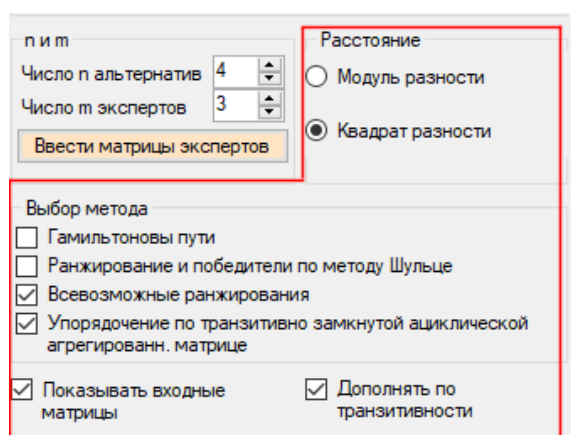 n и m
Число n альтернатив 4
Число m экспертов 3
Ввести матрицы экспертов
Расстояние
Модуль разности
Квадрат разности
Выбор метода
Гамильтоновы пути
Ранжирование и победители по методу Шульце
Всевозможные ранжирования
Упорядочение по транзитивно замкнутой ациклической
агрегированн. матрице
Показывать входные
матрицы
Дополнять по
транзитивности